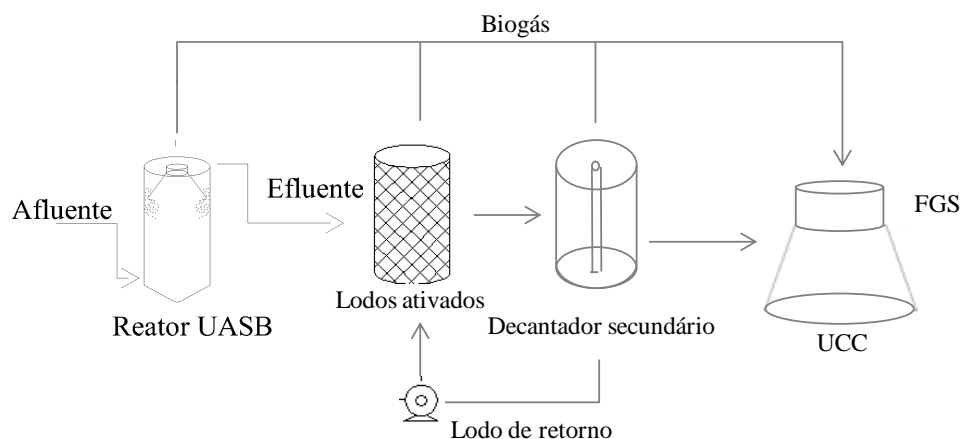 Biogás
Afluente
Efluente
FGS
Lodos ativados
Reator UASB
Decantador secundário
UCC
Lodo de retorno